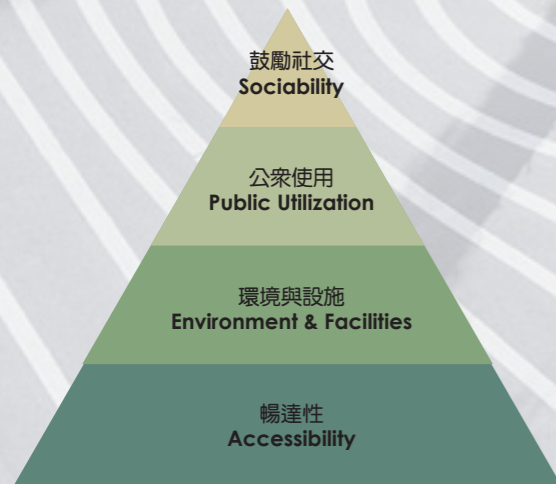 鼓勵社交
Sociability
公眾使用
Public Utilization
環境與設施
Environment & Facilities
暢達性
Accessibility